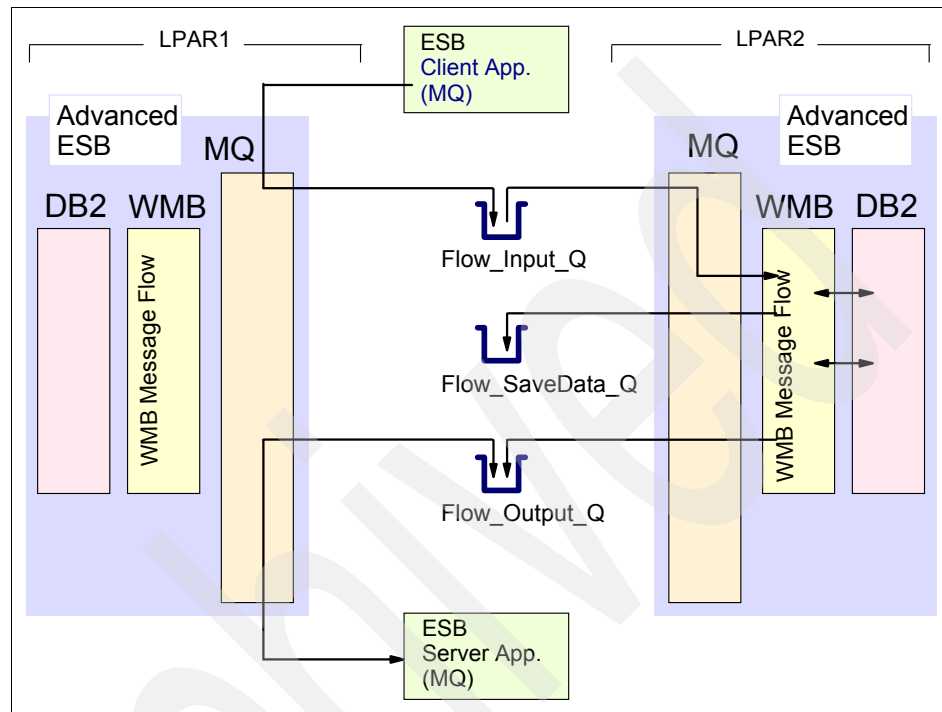 LPAR1
LPAR2
ESB
Client App.
(MQ)
Advanced
ESB
Advanced
ESB
MQ
MQ
DB2
WMB
WMB
DB2
Flow_Input_Q
WMB Message Flow
WMB Message Flow
Flow_SaveData_Q
Flow_Output_Q
ESB
Server App.
(MQ)